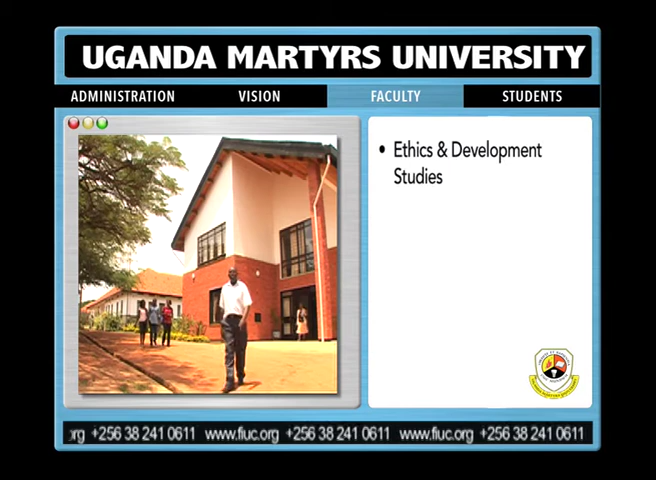 UGANDA MARTYRS UNIVERSITY
ADMINISTRATION VISION FACULTY STUDENTS
• Ethics & Development
Studies
rg +256 38 241 0611 www.fiuc.org +256 38 241 0611 www.fiuc.org +256 38 241 0611